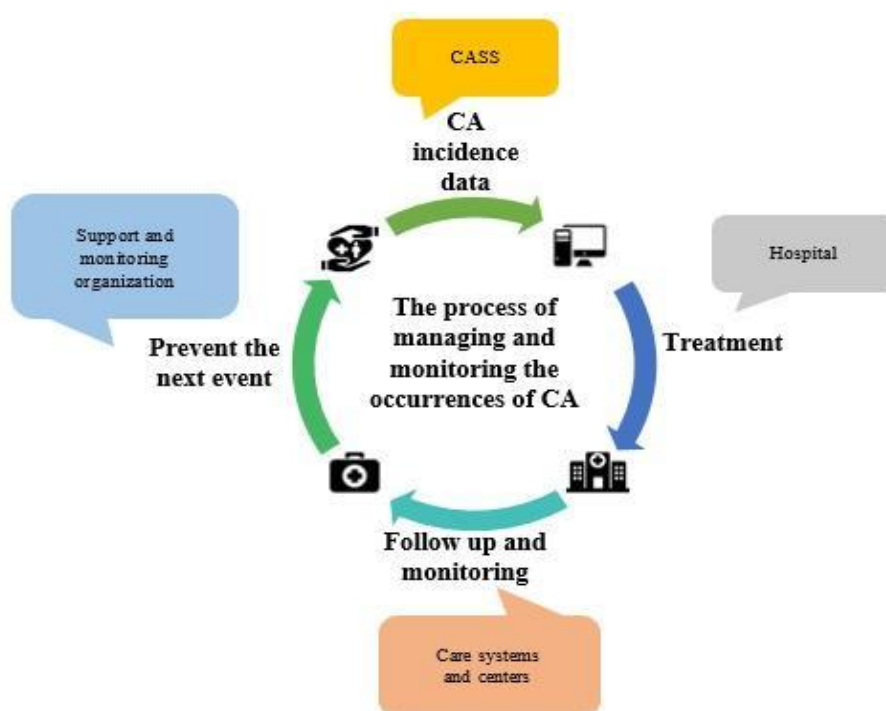 CASS
CA
incidence
data
Support and
monitoring
organization
Hospital
The process of
managing and
monitoring the
occurrences of CA
Prevent the
next event
Treatment
Follow up and
monitoring
Care systems
and centers